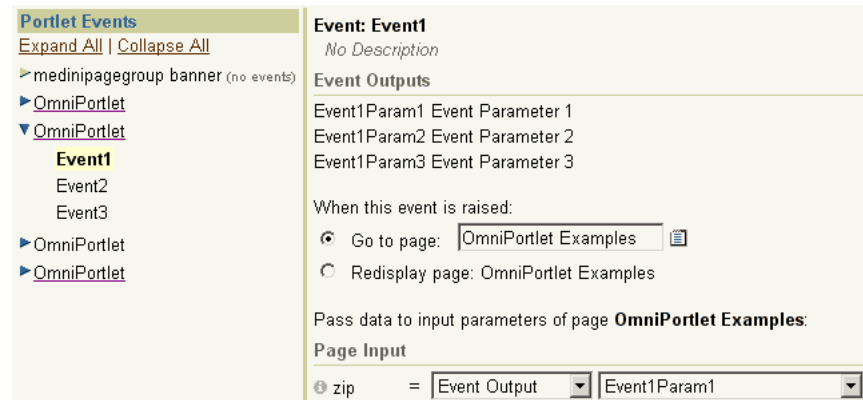 Portlet Events
Expand All | Collapse All
medinipagegroup banner (no events)
OmniPortlet
OmniPortlet
Event1
Event2
Event3
OmniPortlet
OmniPortlet
Event: Event1
No Description
Event Outputs
Event1Param1 Event Parameter 1
Event1Param2 Event Parameter 2
Event1Param3 Event Parameter 3
When this event is raised:
Go to page: OmniPortlet Examples
Redisplay page: OmniPortlet Examples
Pass data to input parameters of page OmniPortlet Examples:
Page Input
zip = Event Output Event1Param1